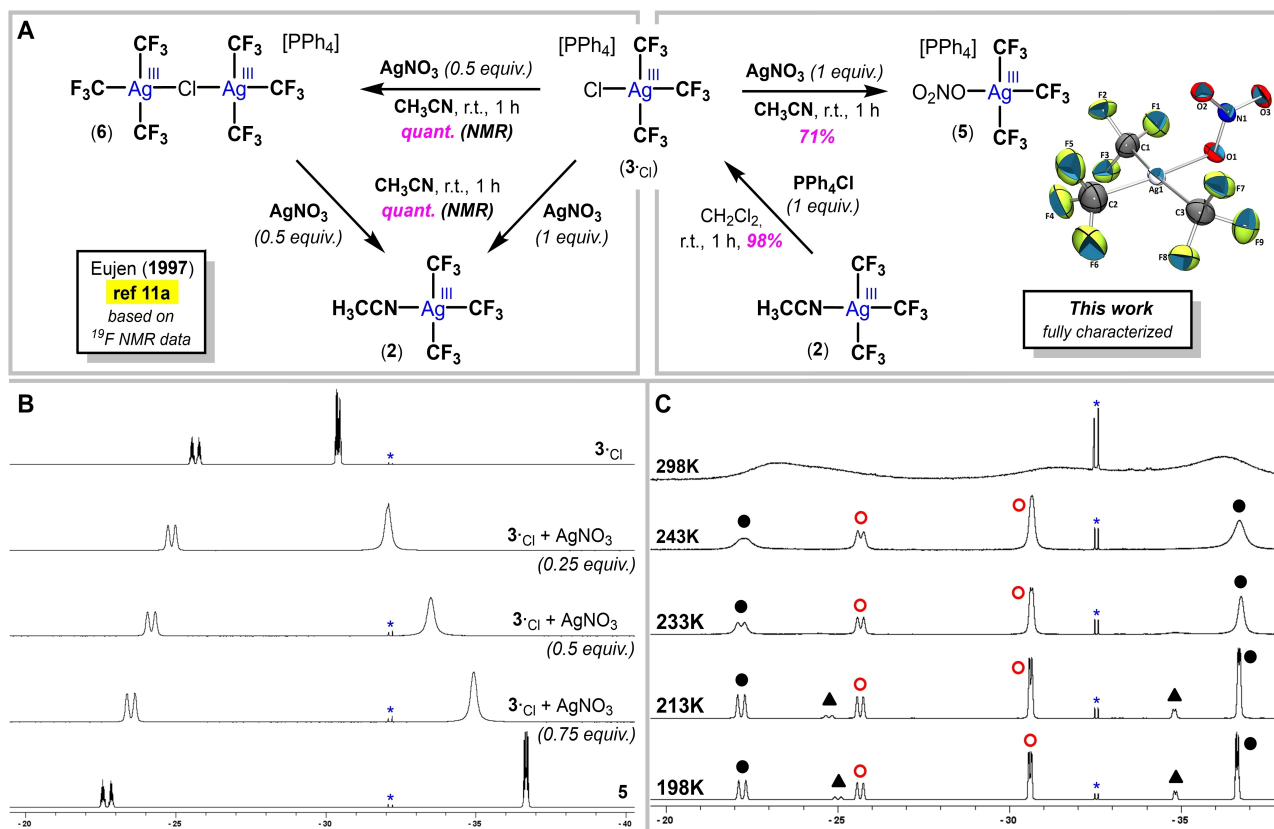 A
CF3 CF3 [PPh4]
III III
F3C Ag Cl Ag CF3
CF3 CF3
(6)
AgNO3 (0.5 equiv.)
CH3CN, r.t., 1 h
quant. (NMR)
[PPh4] CF3
III
Cl Ag CF3
CF3
(3·Cl)
AgNO3 (1 equiv.)
CH3CN, r.t., 1 h
71%
[PPh4]
CF3
III
O2NO Ag CF3
CF3
(5)
F2 F1 O2 N1 O3
F5 C1 O1
F3 Ag1 F7
F4 C2 C3 F9
F6 F8
AgNO3
(0.5 equiv.)
CH3CN, r.t., 1 h
quant. (NMR)
AgNO3
(1 equiv.)
PPh4Cl
(1 equiv.)
CH2Cl2,
r.t., 1 h, 98%
Eujen (1997)
ref 11a
based on
19F NMR data
CF3
III
H3CCN Ag CF3
CF3
(2)
CF3
III
H3CCN Ag CF3
CF3
(2)
This work
fully characterized
B
*
3·Cl
*
3·Cl + AgNO3
(0.25 equiv.)
*
3·Cl + AgNO3
(0.5 equiv.)
*
3·Cl + AgNO3
(0.75 equiv.)
*
5
-20 -25 -30 -35 -40
C
*
298K
*
243K
*
233K
*
213K
*
198K
-20 -25 -30 -35